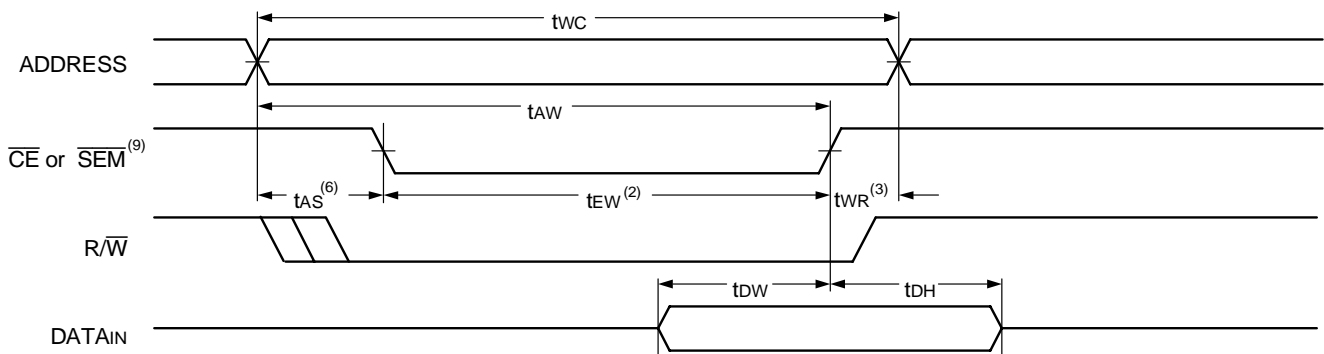 tWC
ADDRESS
tAW
CE or SEM(9)
tAS(6)
tEW(2)
tWR(3)
R/W
tDW
tDH
DATAIN